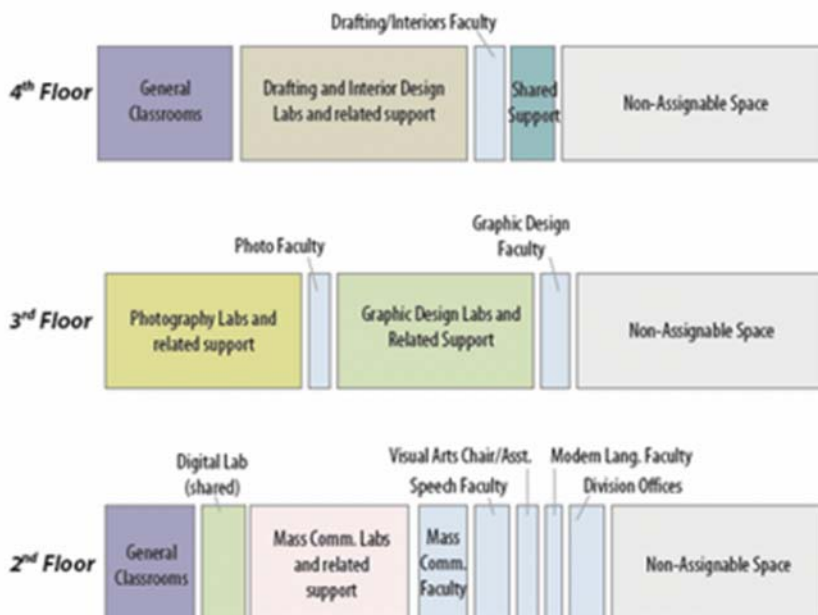 Drafting/Interiors Faculty
4th Floor
General
Classrooms
Drafting and Interior Design
Labs and related support
Shared
Support
Non-Assignable Space
Photo Faculty
Graphic Design
Faculty
3rd Floor
Photography Labs and
related support
Graphic Design Labs and
Related Support
Non-Assignable Space
Digital Lab
(shared)
Visual Arts Chair/Asst.
Modern Lang. Faculty
Speech Faculty
Division Offices
2nd Floor
General
Classrooms
Mass Comm. Labs
and related
support
Mass
Comm.
Faculty
Non-Assignable Space